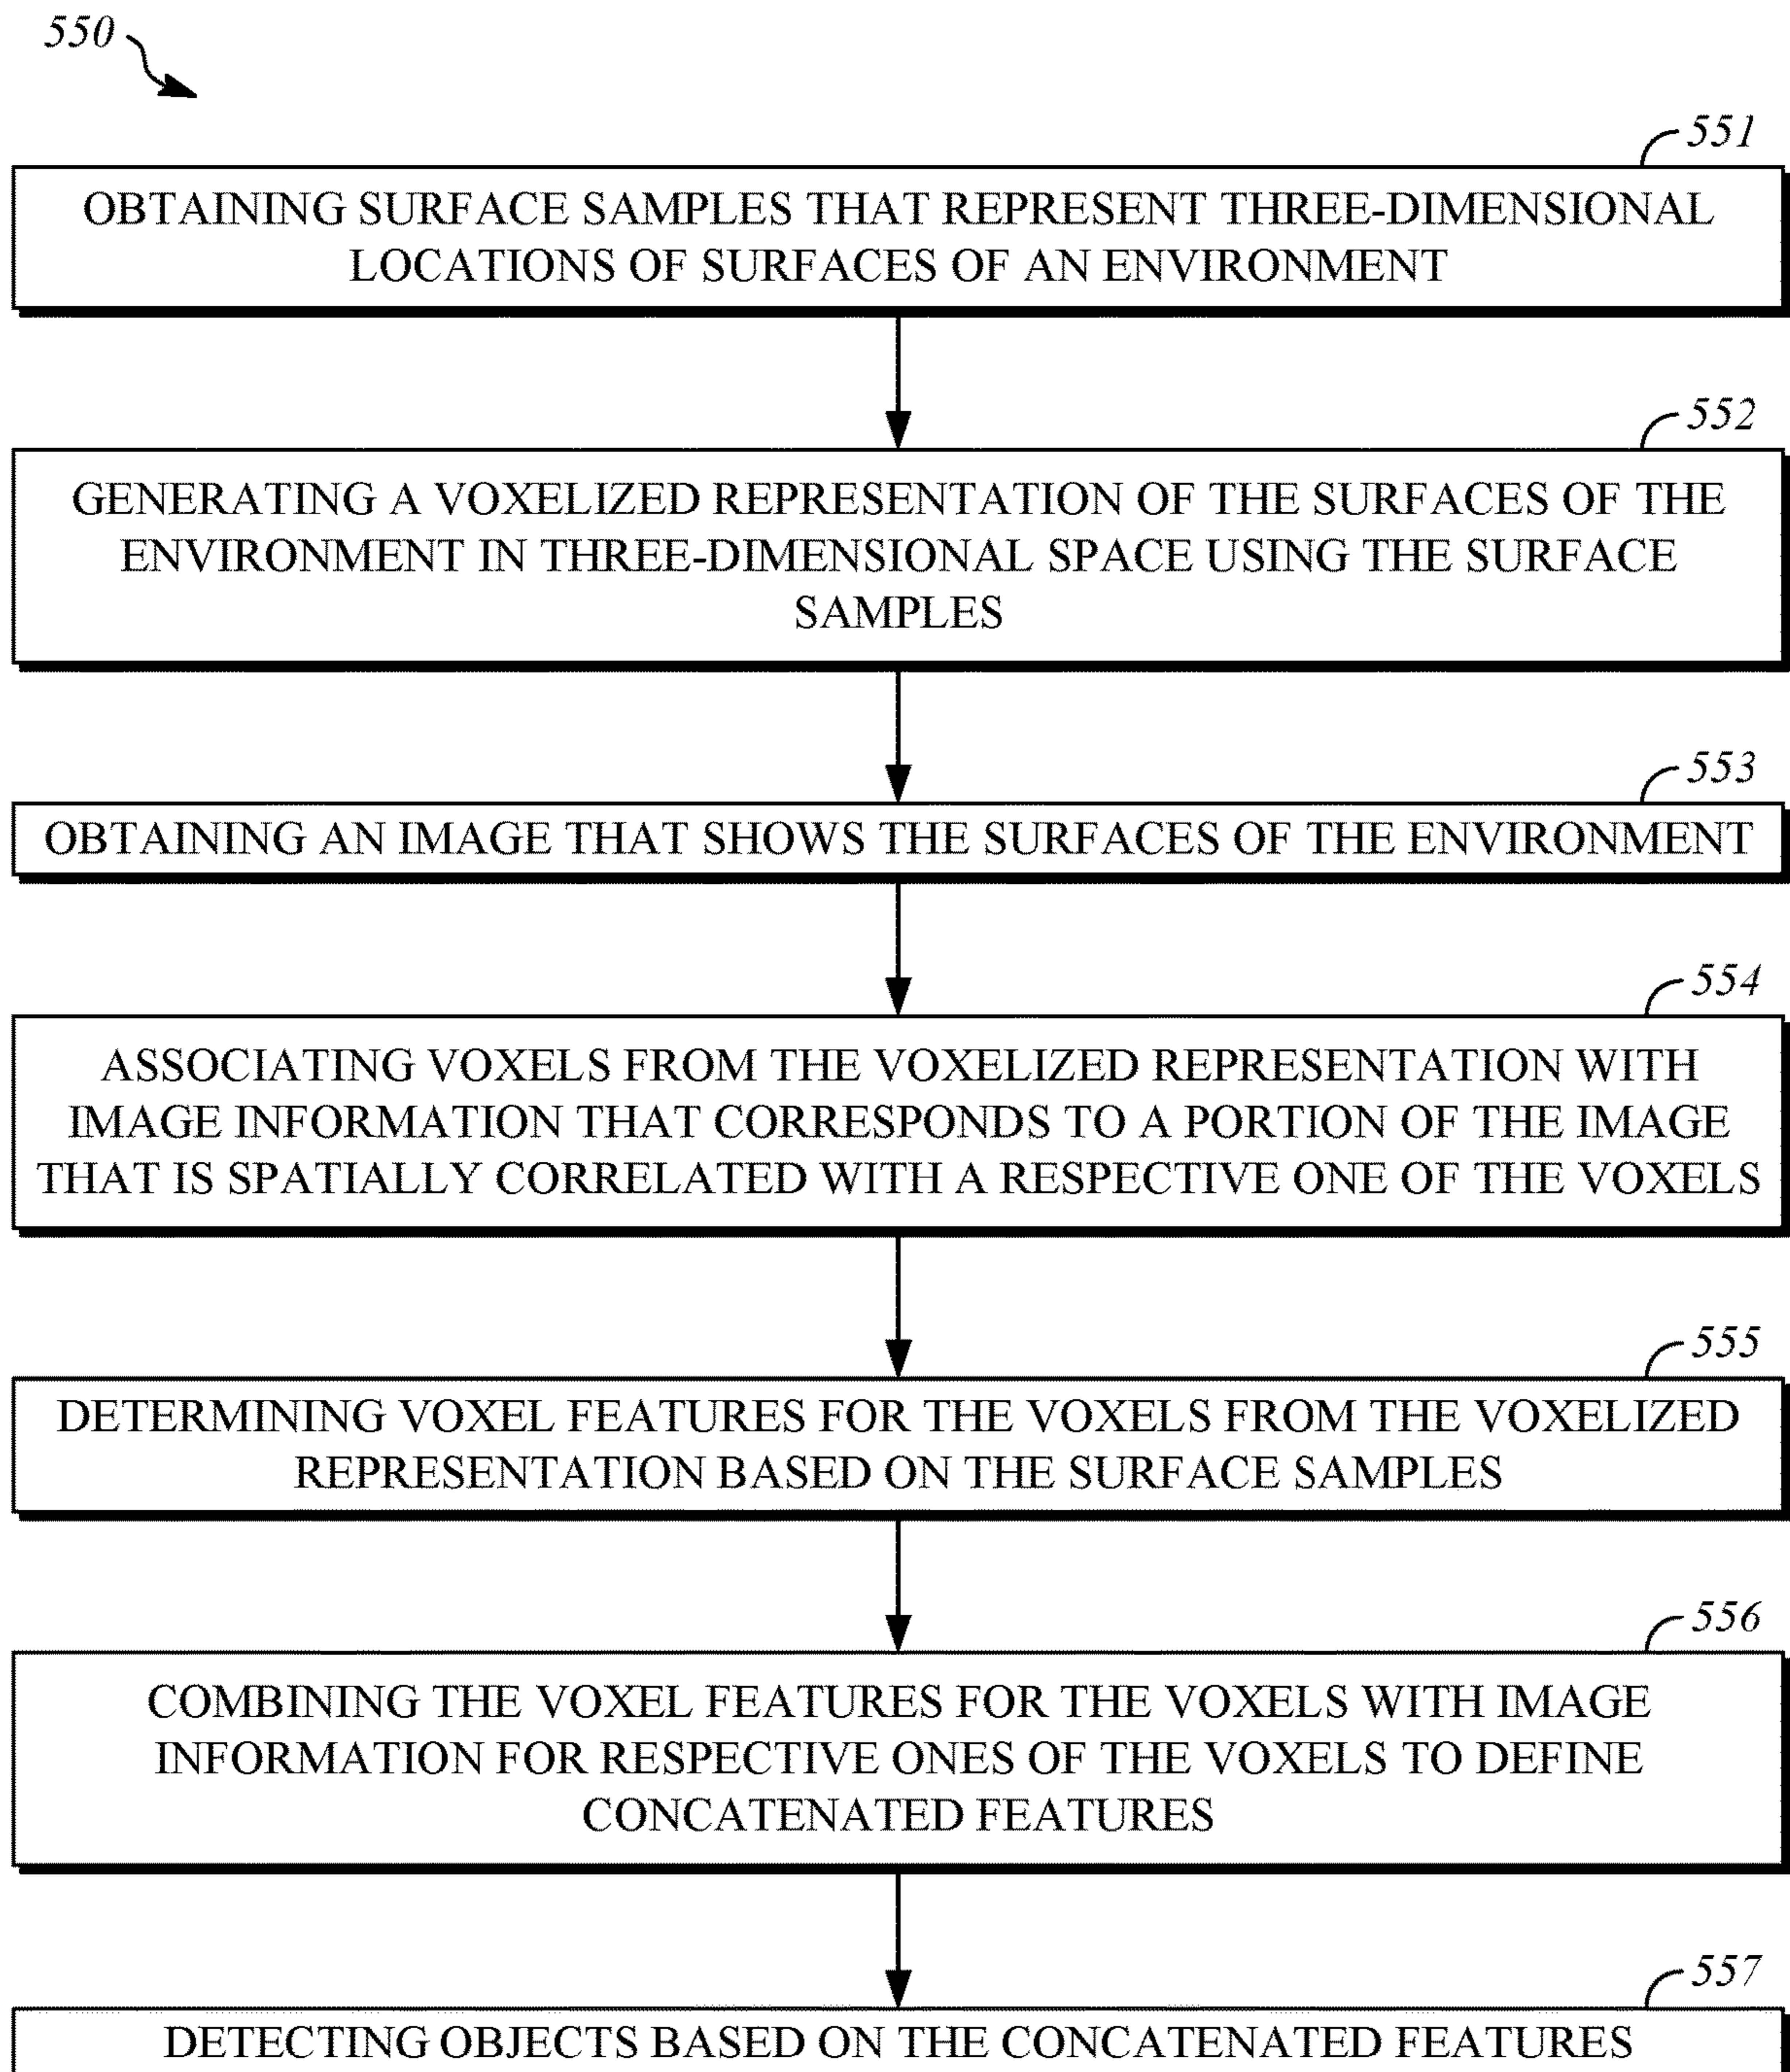 550
551
OBTAINING SURFACE SAMPLES THAT REPRESENT THREE-DIMENSIONAL
LOCATIONS OF SURFACES OF AN ENVIRONMENT
552
GENERATING A VOXELIZED REPRESENTATION OF THE SURFACES OF THE
ENVIRONMENT IN THREE-DIMENSIONAL SPACE USING THE SURFACE
SAMPLES
553
OBTAINING AN IMAGE THAT SHOWS THE SURFACES OF THE ENVIRONMENT
554
ASSOCIATING VOXELS FROM THE VOXELIZED REPRESENTATION WITH
IMAGE INFORMATION THAT CORRESPONDS TO A PORTION OF THE IMAGE
THAT IS SPATIALLY CORRELATED WITH A RESPECTIVE ONE OF THE VOXELS
555
DETERMINING VOXEL FEATURES FOR THE VOXELS FROM THE VOXELIZED
REPRESENTATION BASED ON THE SURFACE SAMPLES
556
COMBINING THE VOXEL FEATURES FOR THE VOXELS WITH IMAGE
INFORMATION FOR RESPECTIVE ONES OF THE VOXELS TO DEFINE
CONCATENATED FEATURES
557
DETECTING OBJECTS BASED ON THE CONCATENATED FEATURES